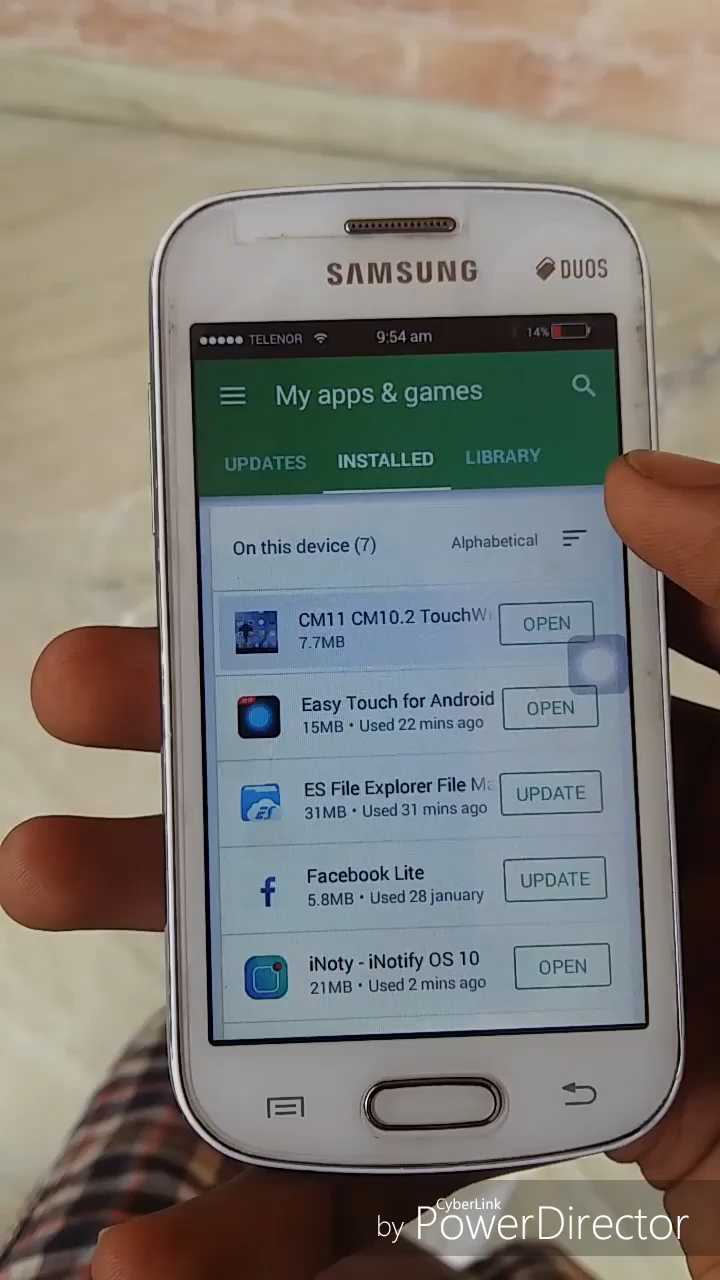 SAMSUNG
DUOS
TELENOR 9:54 am 14%
My apps & games
UPDATES INSTALLED LIBRARY
On this device (7) Alphabetical
CM11 CM10.2 TouchWi OPEN
7.7MB
Easy Touch for Android OPEN
15MB • Used 22 mins ago
ES File Explorer File Ma UPDATE
31MB • Used 31 mins ago
ES
Facebook Lite UPDATE
5.8MB • Used 28 january
f
iNoty - iNotify OS 10 OPEN
21MB • Used 2 mins ago
CyberLink
by PowerDirector